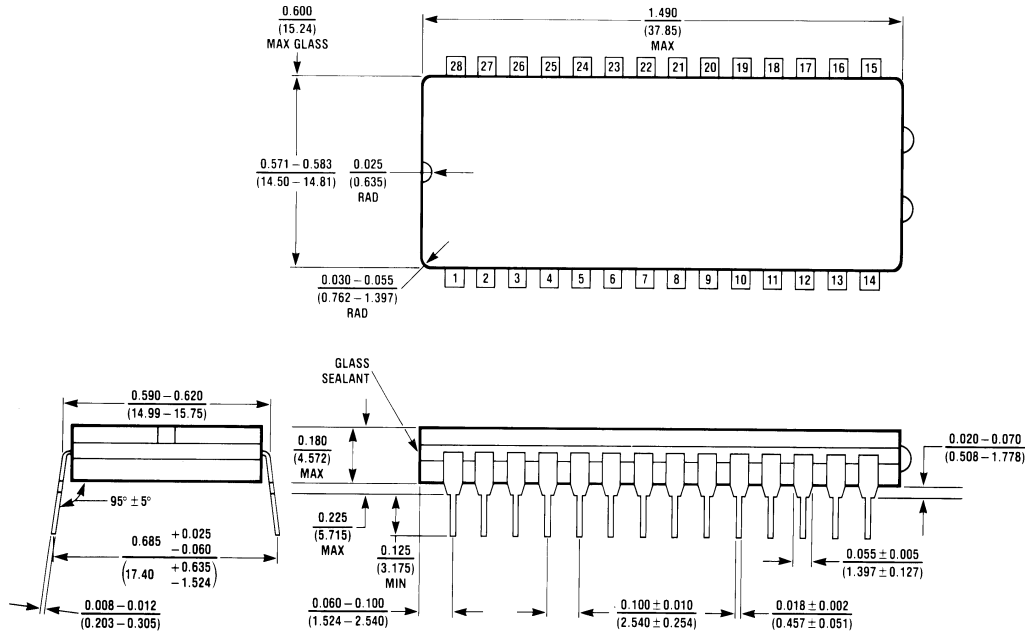 0.600
(15.24)
MAX GLASS
1.490
(37.85)
MAX
28 27 26 25 24 23 22 21 20 19 18 17 16 15
0.571 – 0.583
(14.50 – 14.81)
0.025
(0.635)
RAD
0.030 – 0.055
(0.762 – 1.397)
RAD
1 2 3 4 5 6 7 8 9 10 11 12 13 14
GLASS
SEALANT
0.590 – 0.620
(14.99 – 15.75)
0.180
(4.572)
MAX
0.020 – 0.070
(0.508 – 1.778)
95° ± 5°
0.225
(5.715)
MAX
0.125
(3.175)
MIN
0.685 +0.025
−0.060
(17.40 +0.635
−1.524)
0.055 ± 0.005
(1.397 ± 0.127)
0.008 – 0.012
(0.203 – 0.305)
0.060 – 0.100
(1.524 – 2.540)
0.100 ± 0.010
(2.540 ± 0.254)
0.018 ± 0.002
(0.457 ± 0.051)